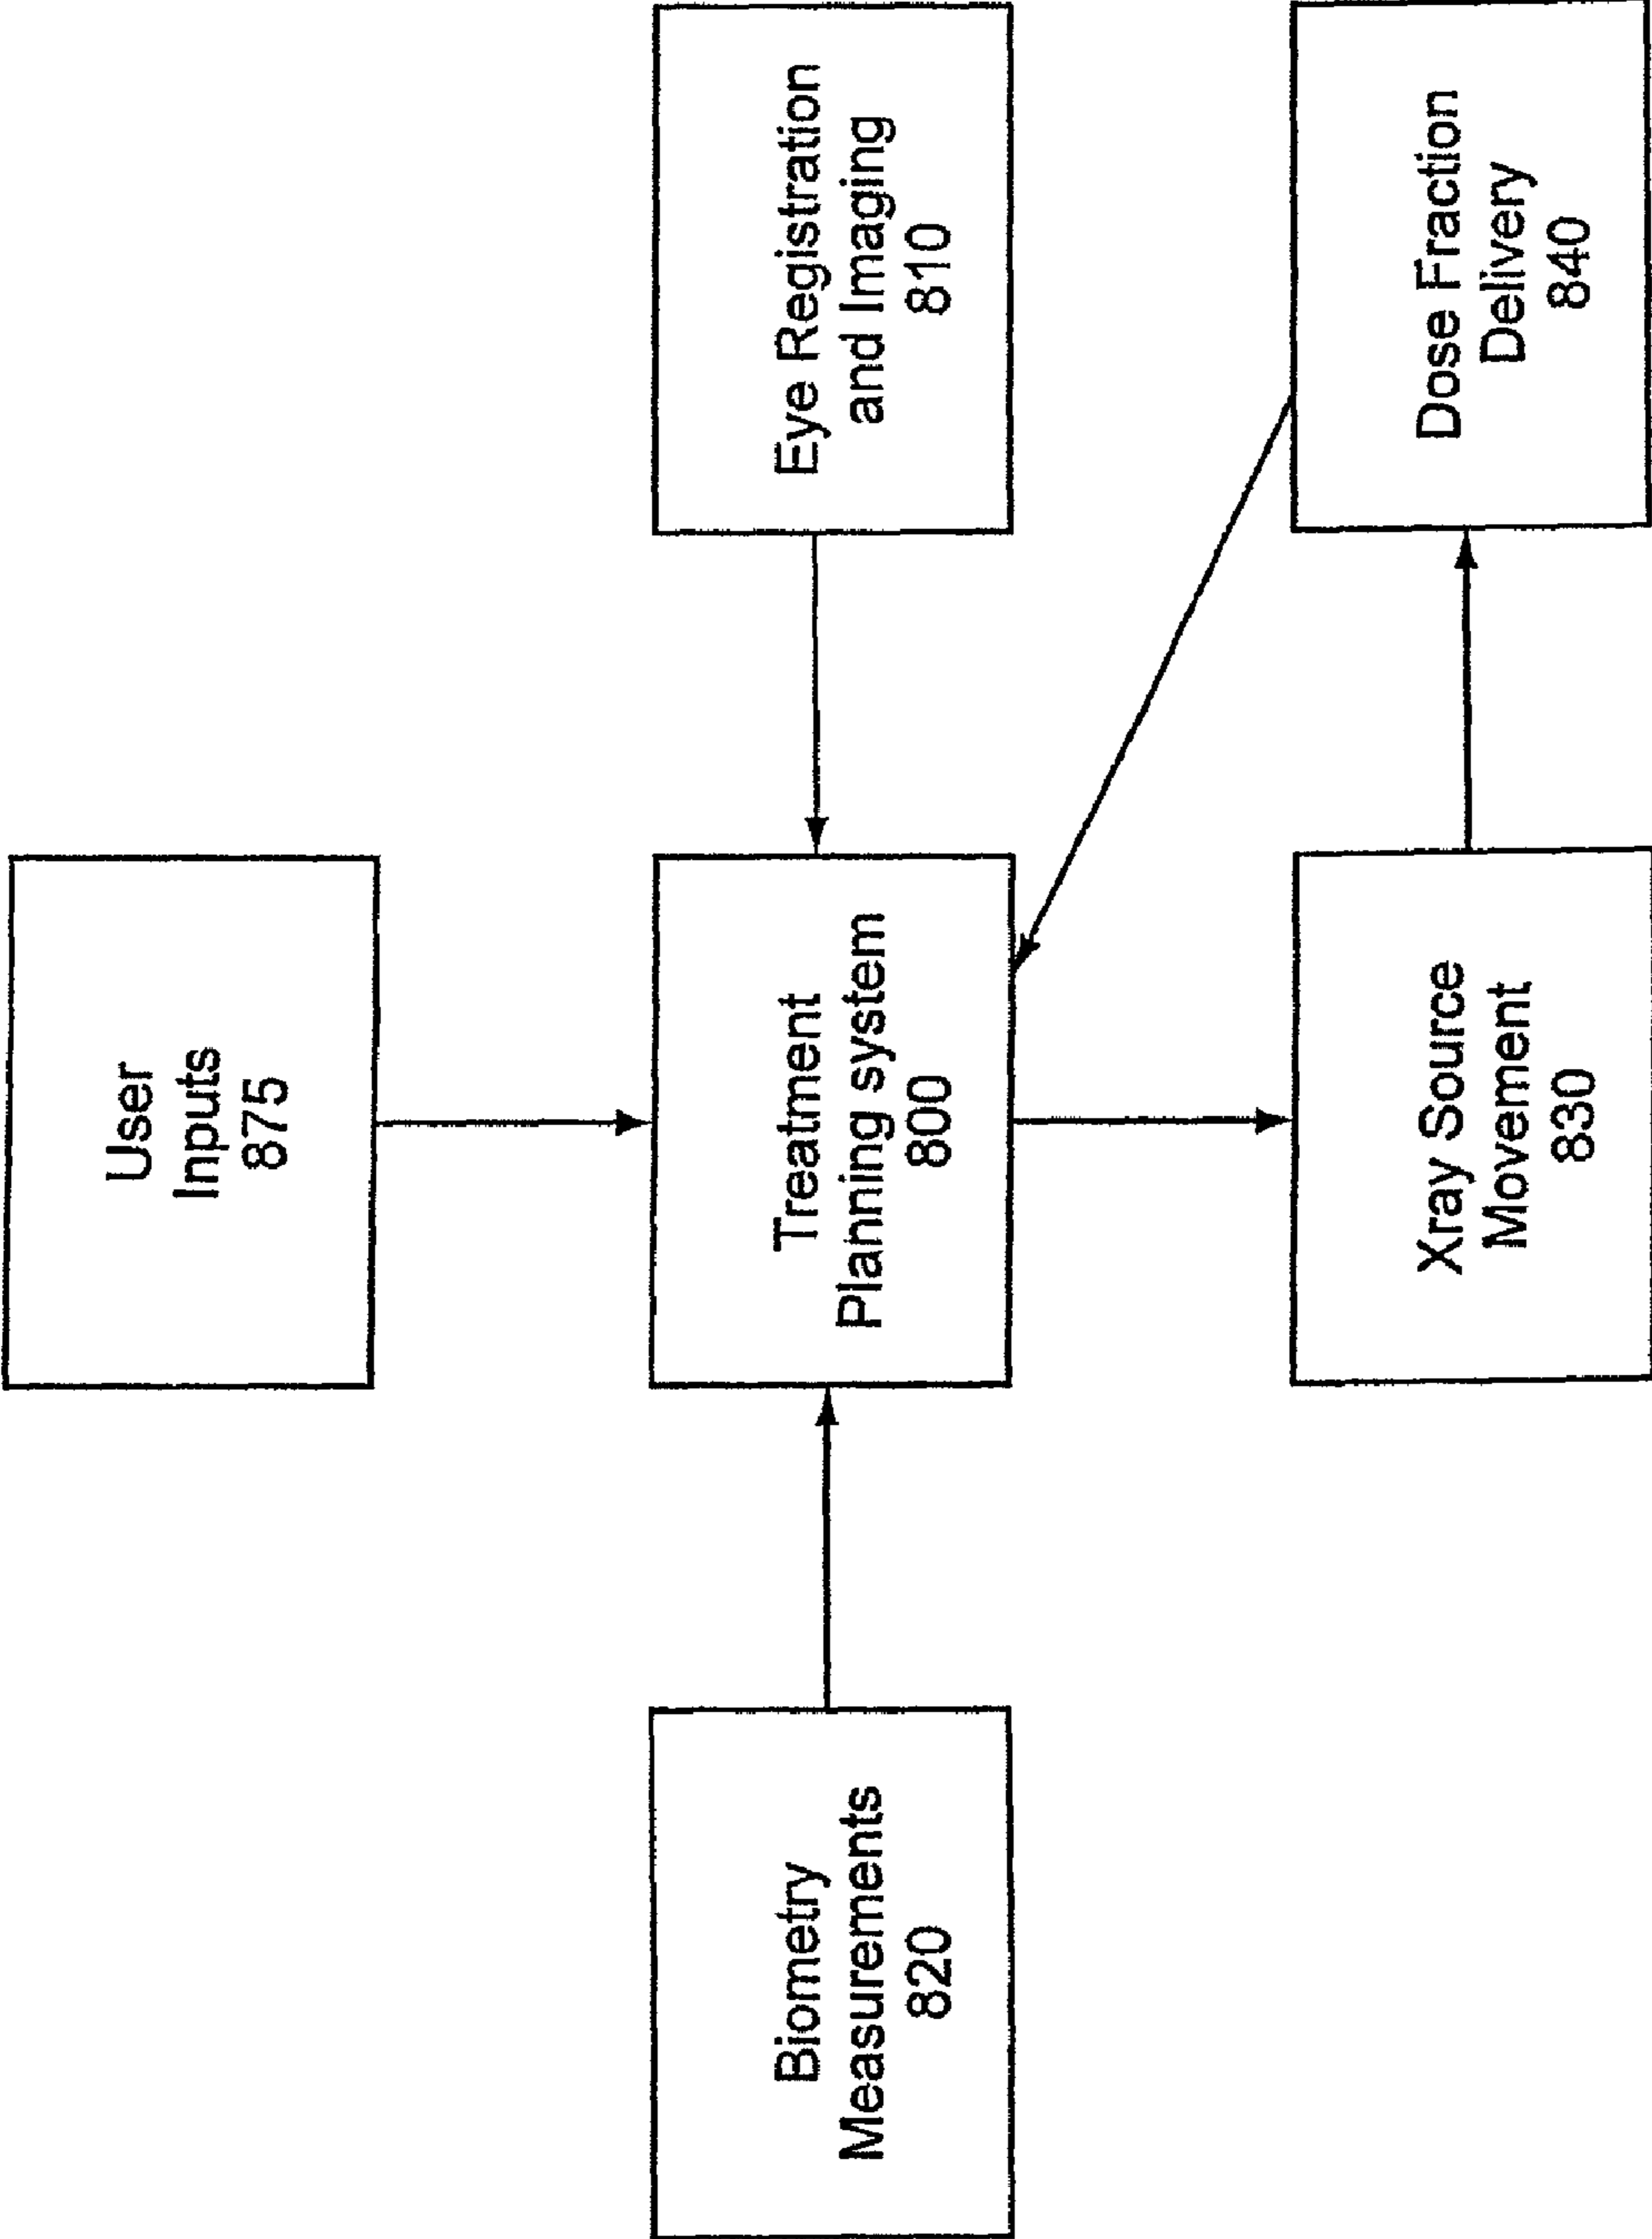 User
Inputs
875
Biometry
Measurements
820
Treatment
Planning system
800
Eye Registration
and Imaging
810
Xray Source
Movement
830
Dose Fraction
Delivery
840